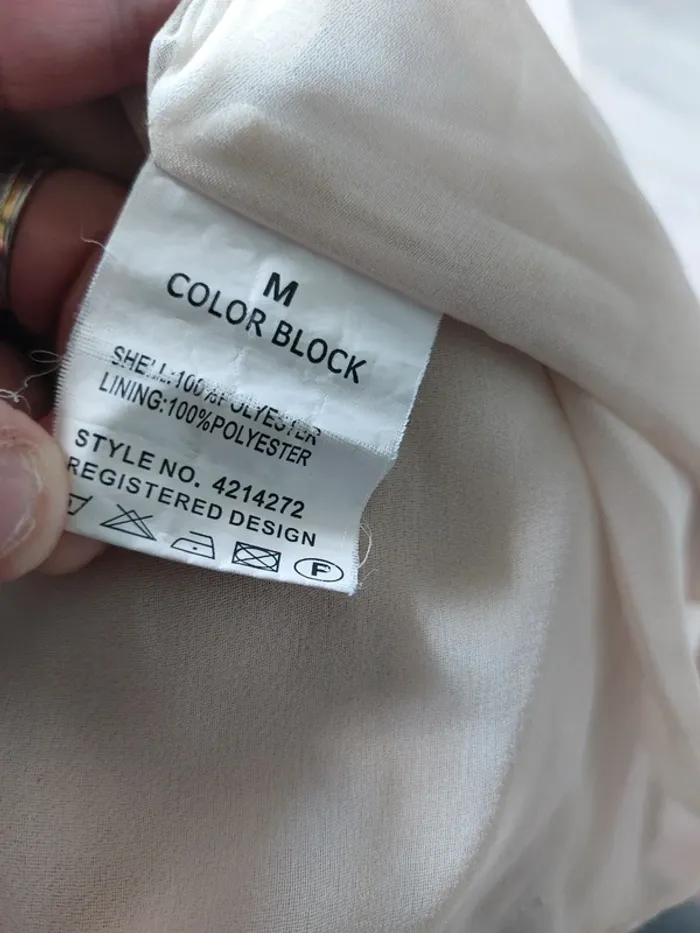 M
COLOR BLOCK
SHELL:100%POLYESTER
LINING:100%POLYESTER
STYLE NO. 4214272
REGISTERED DESIGN
F